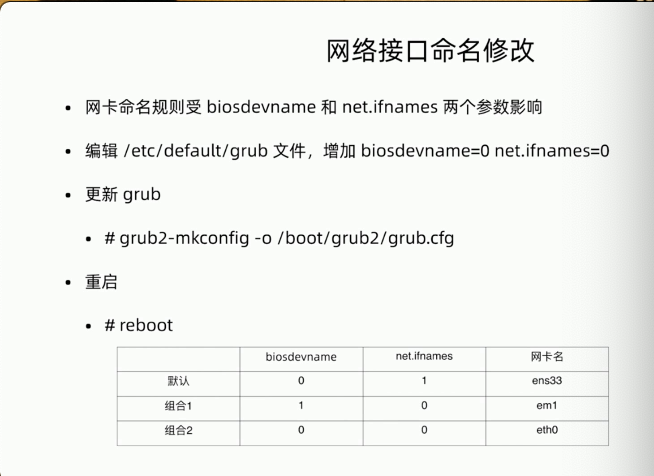 网络接口命名修改
• 网卡命名规则受 biosdevname 和 net.ifnames 两个参数影响
• 编辑 /etc/default/grub 文件，增加 biosdevname=0 net.ifnames=0
• 更新 grub
• # grub2-mkconfig -o /boot/grub2/grub.cfg
• 重启
• # reboot
biosdevname net.ifnames 网卡名
默认 0 1 ens33
组合1 1 0 em1
组合2 0 0 eth0